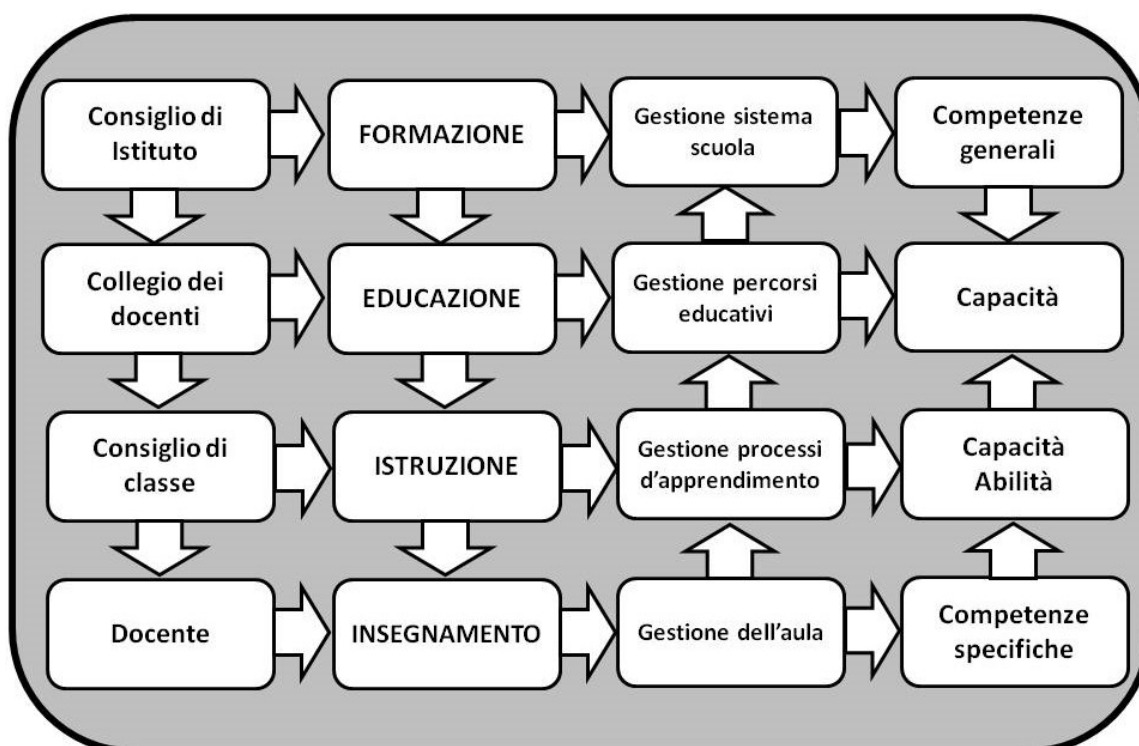 Consiglio di
Istituto
FORMAZIONE
Gestione sistema
scuola
Competenze
generali
Collegio dei
docenti
EDUCAZIONE
Gestione percorsi
educativi
Capacità
Consiglio di
classe
ISTRUZIONE
Gestione processi
d'apprendimento
Capacità
Abilità
Docente
INSEGNAMENTO
Gestione dell'aula
Competenze
specifiche